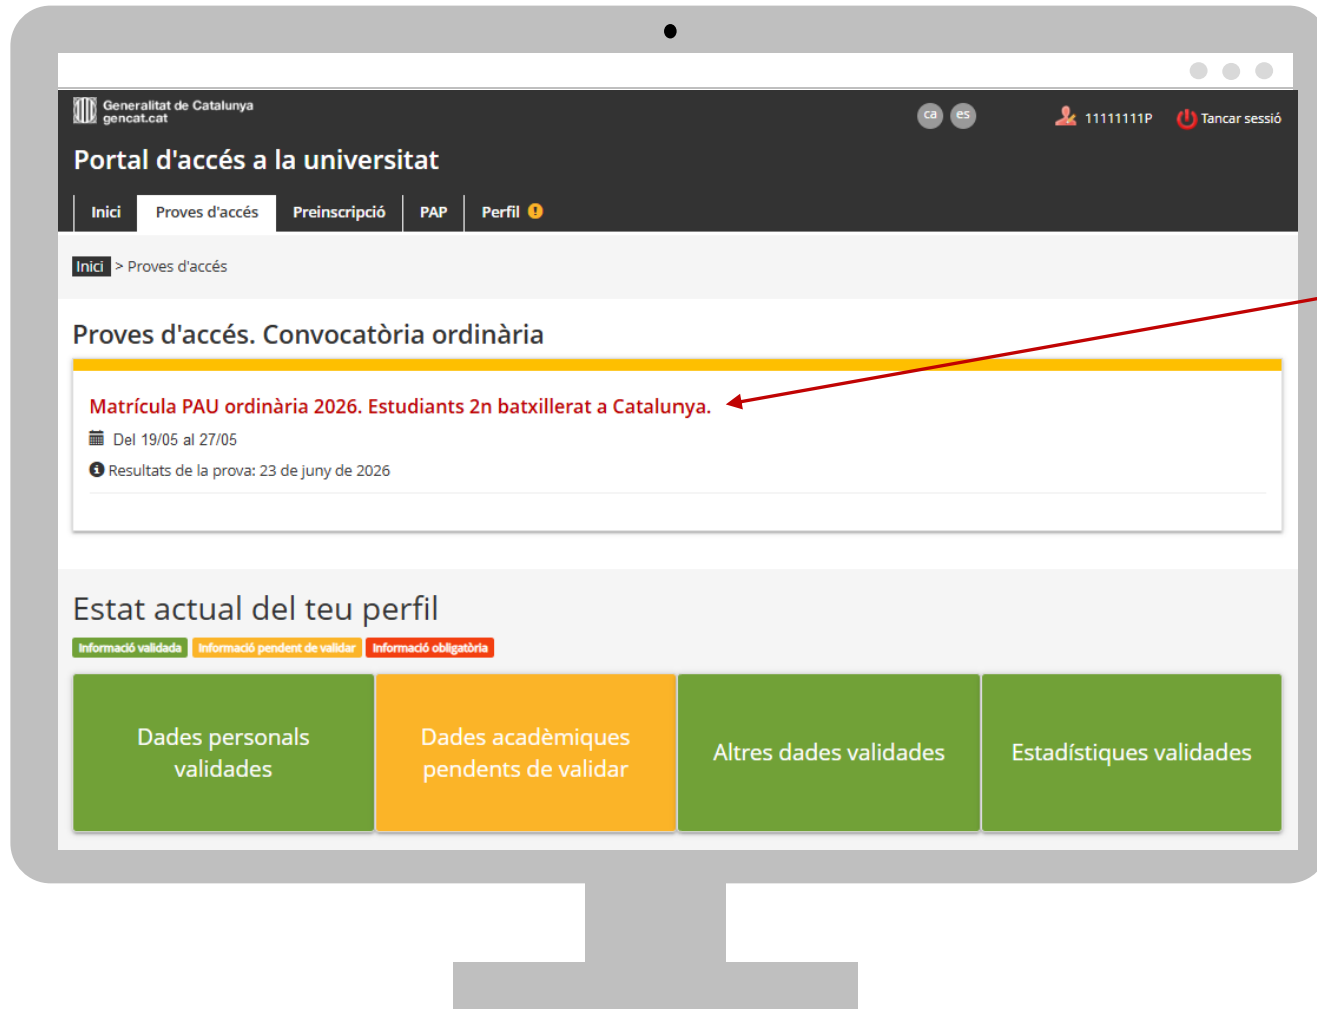 Generalitat de Catalunya
gencat.cat
ca es 11111111P Tancar sessió
Portal d'accés a la universitat
Inici Proves d'accés Preinscripció PAP Perfil !
Inici > Proves d'accés
Proves d'accés. Convocatòria ordinària
Matrícula PAU ordinària 2026. Estudiants 2n batxillerat a Catalunya.
Del 19/05 al 27/05
Resultats de la prova: 23 de juny de 2026
Estat actual del teu perfil
Informació validada Informació pendent de validar Informació obligatòria
Dades personals
validades
Dades acadèmiques
pendents de validar
Altres dades validades
Estadístiques validades